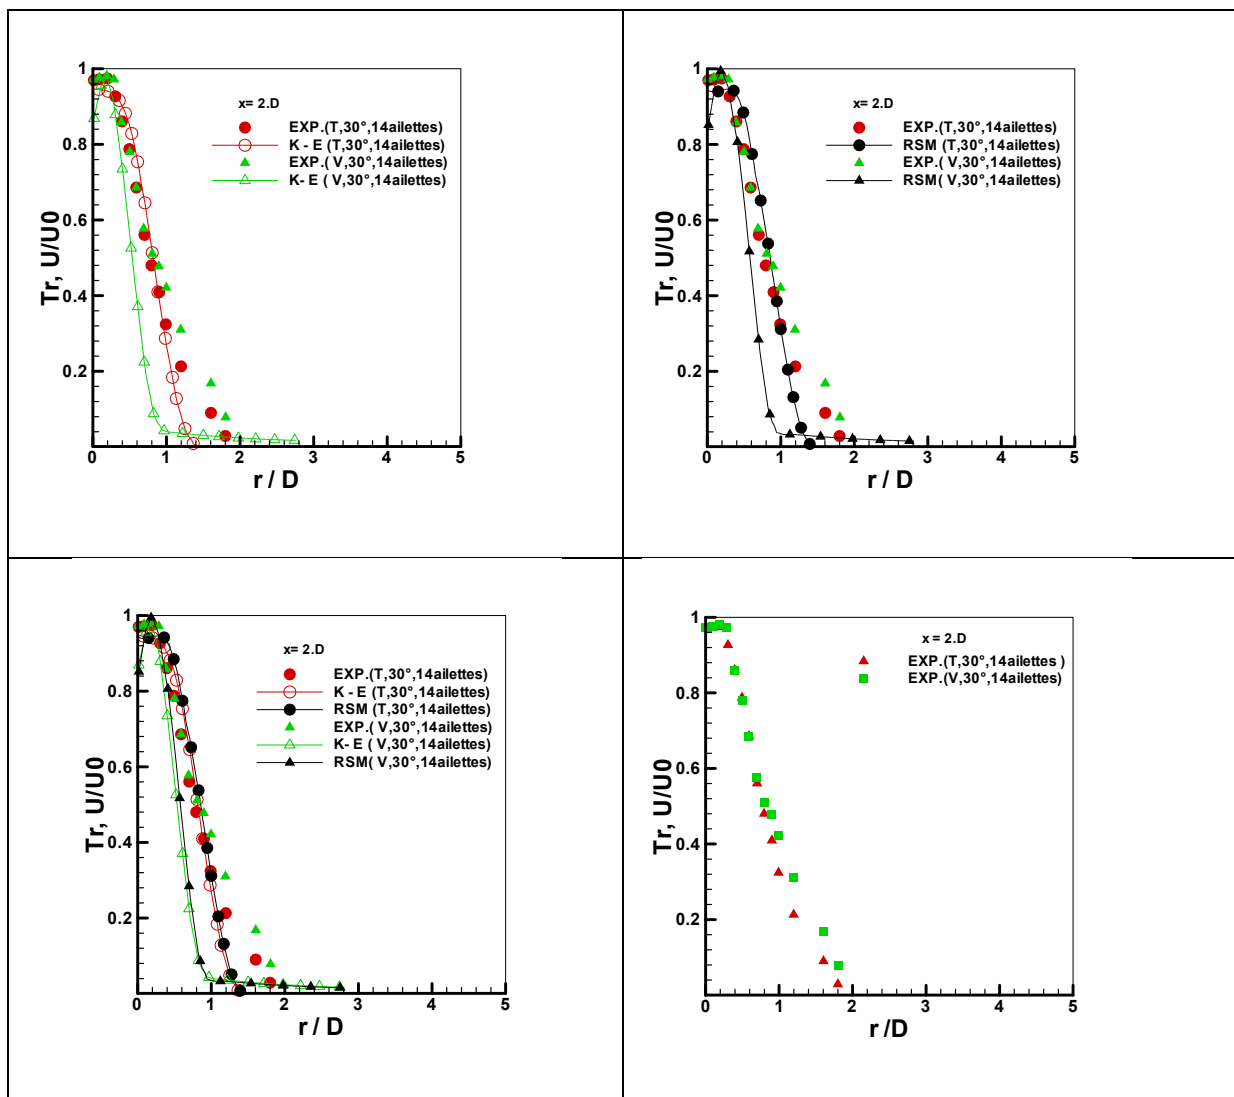 Tr, U/U0
1
0.8
0.6
0.4
0.2
0 1 2 3 4 5
r / D
x= 2.D
EXP.(T,30°,14ailettes)
K - E (T,30°,14ailettes)
EXP.( V,30°,14ailettes)
K- E ( V,30°,14ailettes)
Tr, U/U0
1
0.8
0.6
0.4
0.2
0 1 2 3 4 5
r / D
x= 2.D
EXP.(T,30°,14ailettes)
RSM (T,30°,14ailettes)
EXP.( V,30°,14ailettes)
RSM( V,30°,14ailettes)
Tr, U/U0
1
0.8
0.6
0.4
0.2
0 1 2 3 4 5
r / D
x= 2.D
EXP.(T,30°,14ailettes)
K - E (T,30°,14ailettes)
RSM (T,30°,14ailettes)
EXP.( V,30°,14ailettes)
K- E ( V,30°,14ailettes)
RSM( V,30°,14ailettes)
Tr, U/U0
1
0.8
0.6
0.4
0.2
0 1 2 3 4 5
r /D
x = 2.D
EXP.(T,30°,14ailettes )
EXP.(V,30°,14ailettes)